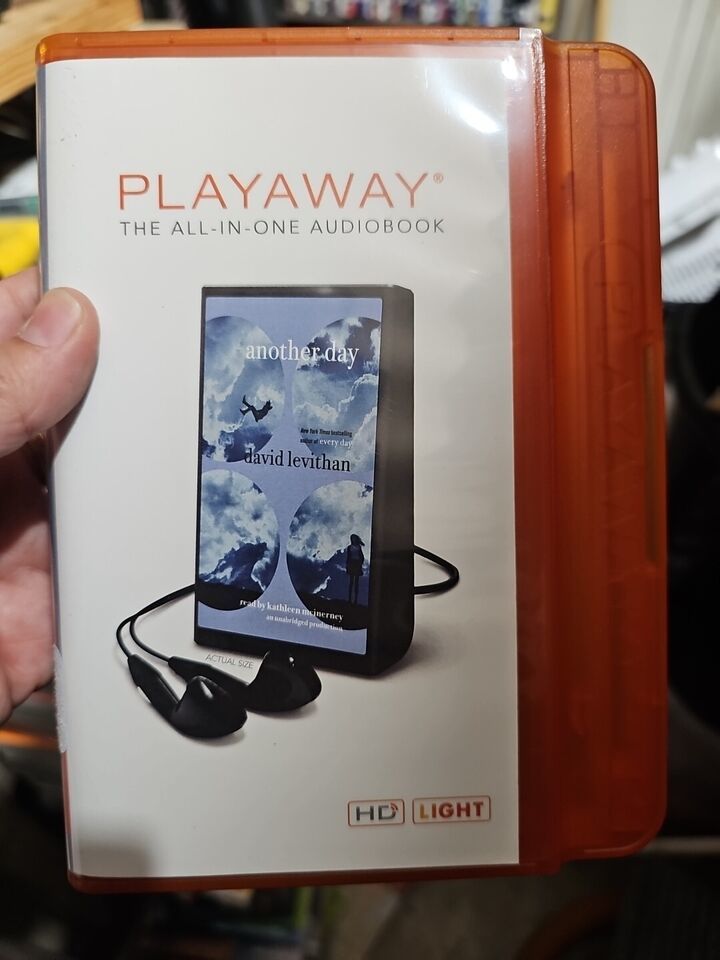 PLAYAWAY®
THE ALL-IN-ONE AUDIOBOOK
another day
New York Times bestselling
author of every day
david levithan
read by kathleen mcinerney
an unabridged production
ACTUAL SIZE
HD LIGHT
PLAYAWAY